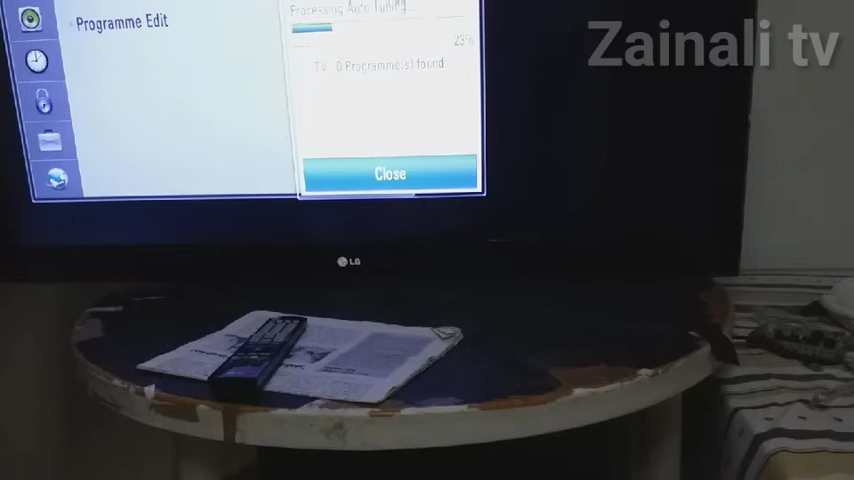 Processing Auto Tuning...
Zainali tv
Programme Edit
23%
TV 0 Programme(s) found
Close
LG